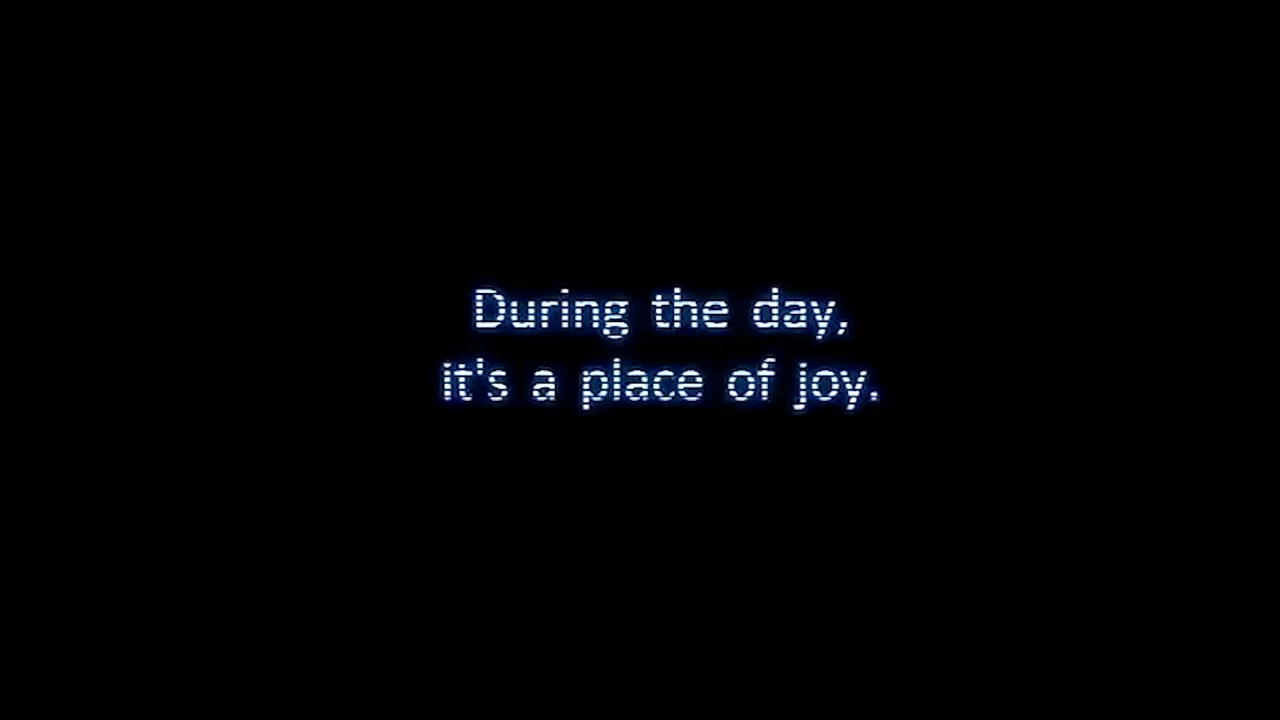 During the day,
it's a place of joy.